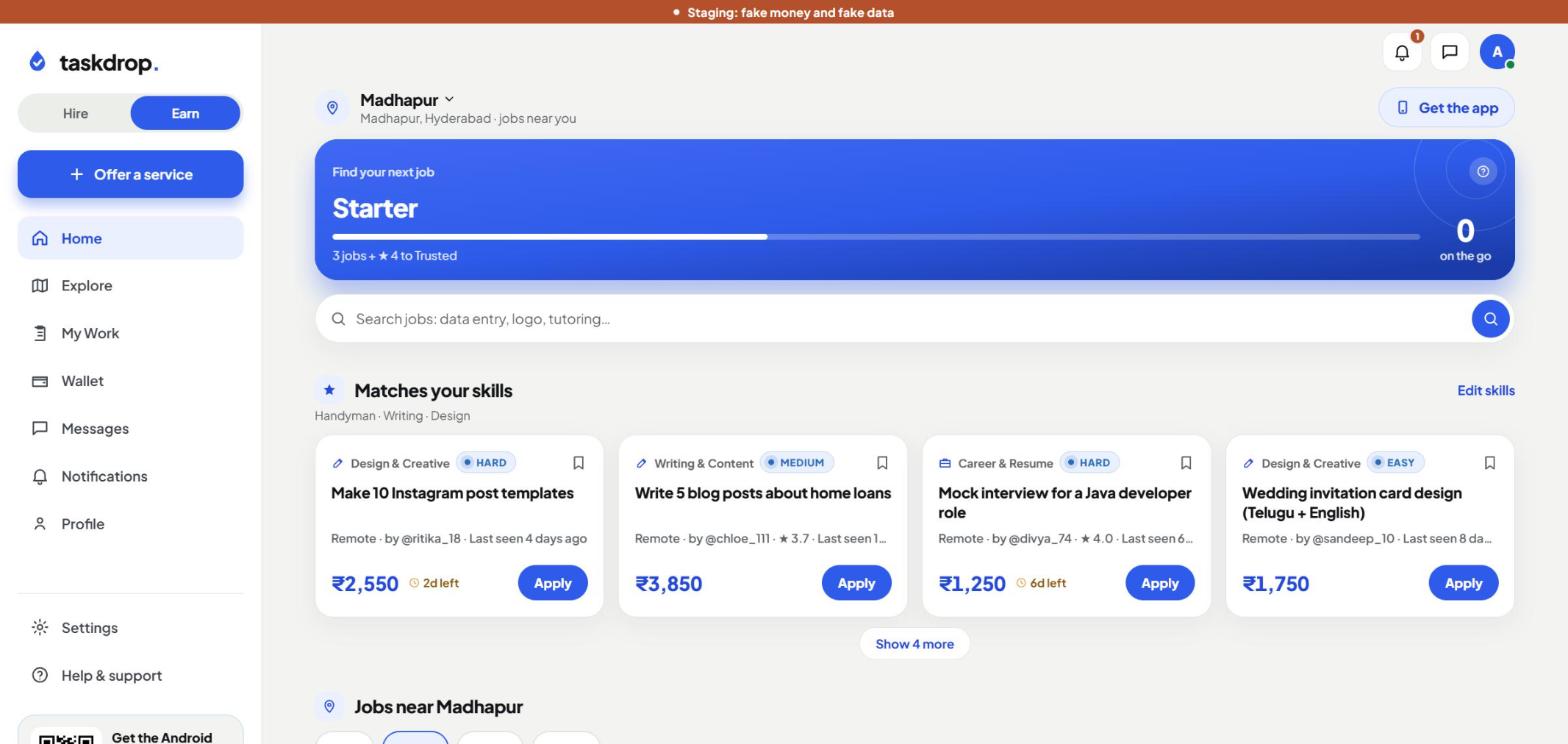 Staging: fake money and fake data
taskdrop.
Hire
Earn
Offer a service
Home
Explore
My Work
Wallet
Messages
Notifications
Profile
Settings
Help & support
Get the Android
1
A
Madhapur
Madhapur, Hyderabad · jobs near you
Get the app
Find your next job
Starter
3 jobs + ★ 4 to Trusted
0
on the go
Search jobs: data entry, logo, tutoring...
Matches your skills
Edit skills
Handyman · Writing · Design
Design & Creative HARD
Make 10 Instagram post templates
Remote · by @ritika_18 · Last seen 4 days ago
₹2,550 2d left Apply
Writing & Content MEDIUM
Write 5 blog posts about home loans
Remote · by @chloe_111 · ★ 3.7 · Last seen 1...
₹3,850 Apply
Career & Resume HARD
Mock interview for a Java developer
role
Remote · by @divya_74 · ★ 4.0 · Last seen 6...
₹1,250 6d left Apply
Design & Creative EASY
Wedding invitation card design
(Telugu + English)
Remote · by @sandeep_10 · Last seen 8 da...
₹1,750 Apply
Show 4 more
Jobs near Madhapur